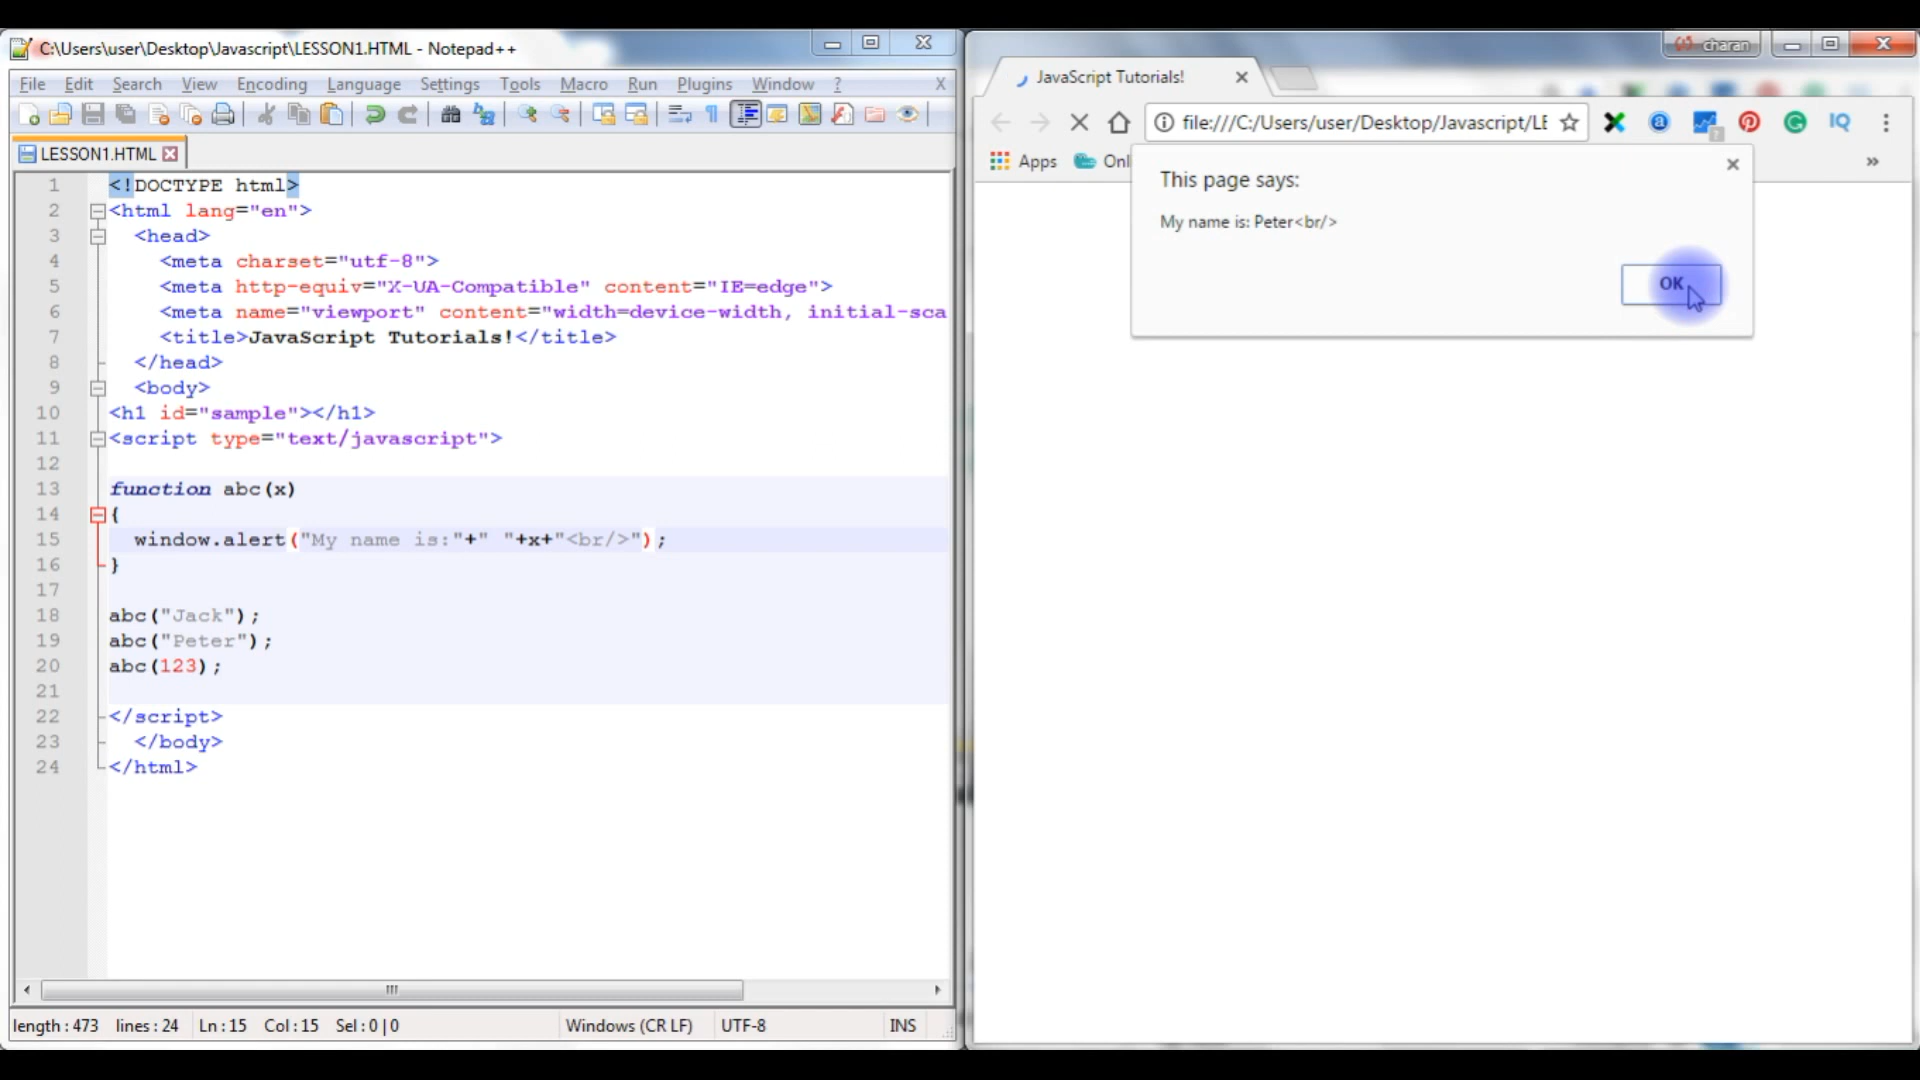 C:\Users\user\Desktop\Javascript\LESSON1.HTML - Notepad++
File Edit Search View Encoding Language Settings Tools Macro Run Plugins Window ? X
LESSON1.HTML
1 <!DOCTYPE html>
2 <html lang="en">
3 <head>
4 <meta charset="utf-8">
5 <meta http-equiv="X-UA-Compatible" content="IE=edge">
6 <meta name="viewport" content="width=device-width, initial-sca
7 <title>JavaScript Tutorials!</title>
8 </head>
9 <body>
10 <h1 id="sample"></h1>
11 <script type="text/javascript">
12
13 function abc(x)
14 {
15 window.alert("My name is:"+" "+x+"<br/>");
16 }
17
18 abc("Jack");
19 abc("Peter");
20 abc(123);
21
22 </script>
23 </body>
24 </html>
length : 473 lines : 24 Ln : 15 Col : 15 Sel : 0 | 0 Windows (CR LF) UTF-8 INS
charan
JavaScript Tutorials!
file:///C:/Users/user/Desktop/Javascript/LE
IQ
Apps Onl »
This page says:
My name is: Peter<br/>
OK